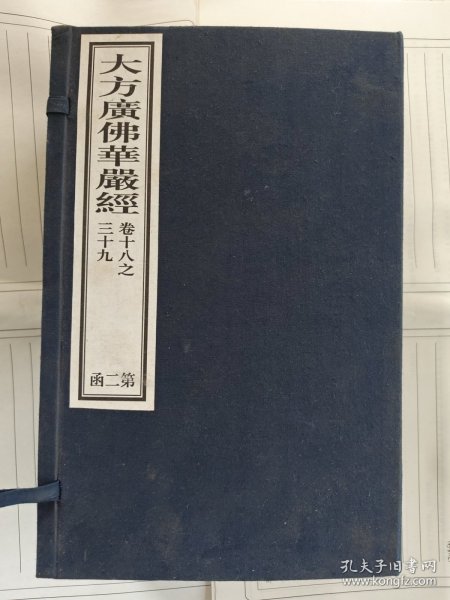 大方廣佛華嚴經
卷十八之
三十九
第二函
孔夫子旧书网
www.kongfz.com